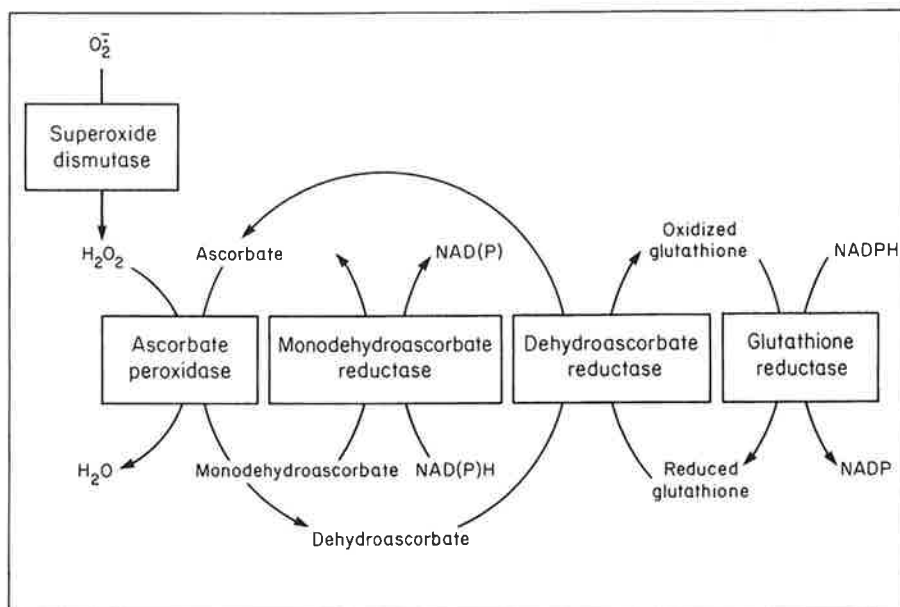 O₂⁻
Superoxide
dismutase
H₂O₂
Ascorbate
NAD(P)
Oxidized
glutathione
NADPH
Ascorbate
peroxidase
Monodehydroascorbate
reductase
Dehydroascorbate
reductase
Glutathione
reductase
H₂O
Monodehydroascorbate
NAD(P)H
Reduced
glutathione
NADP
Dehydroascorbate